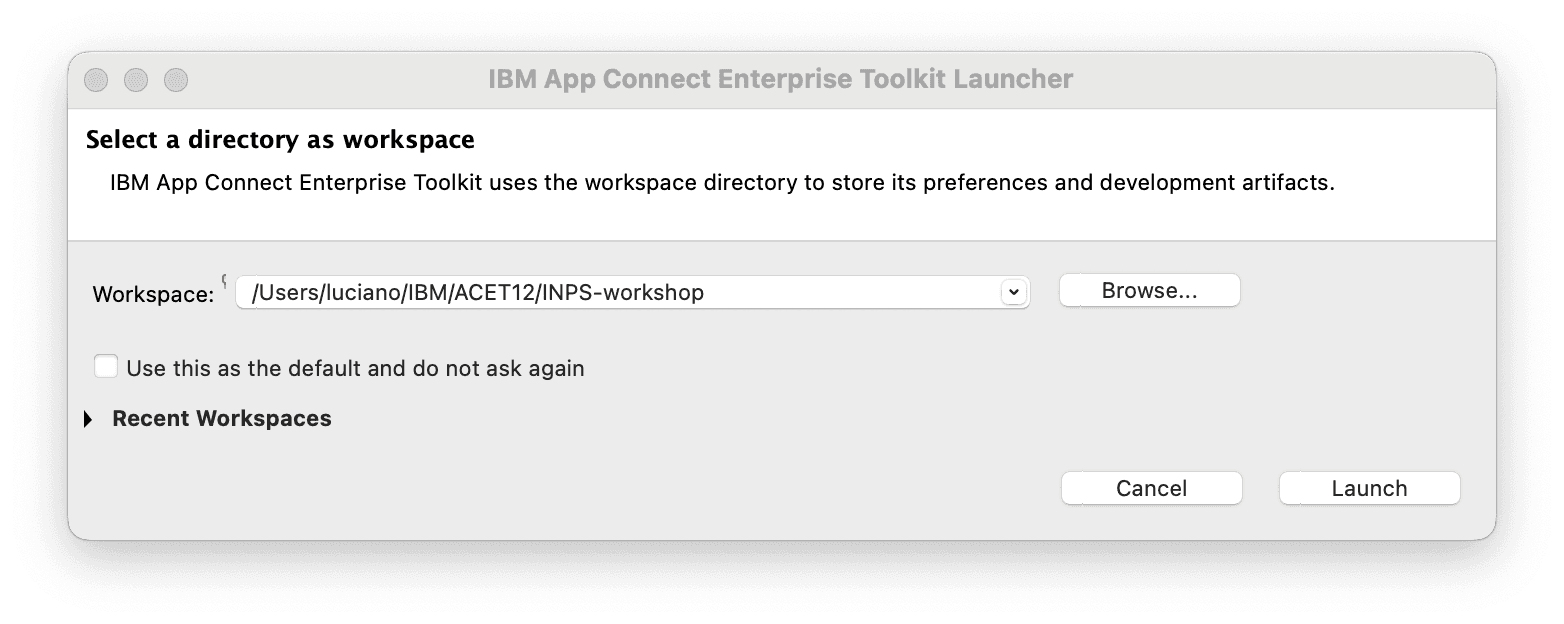 IBM App Connect Enterprise Toolkit Launcher
Select a directory as workspace
IBM App Connect Enterprise Toolkit uses the workspace directory to store its preferences and development artifacts.
Workspace: /Users/luciano/IBM/ACET12/INPS-workshop Browse...
Use this as the default and do not ask again
Recent Workspaces
Cancel Launch